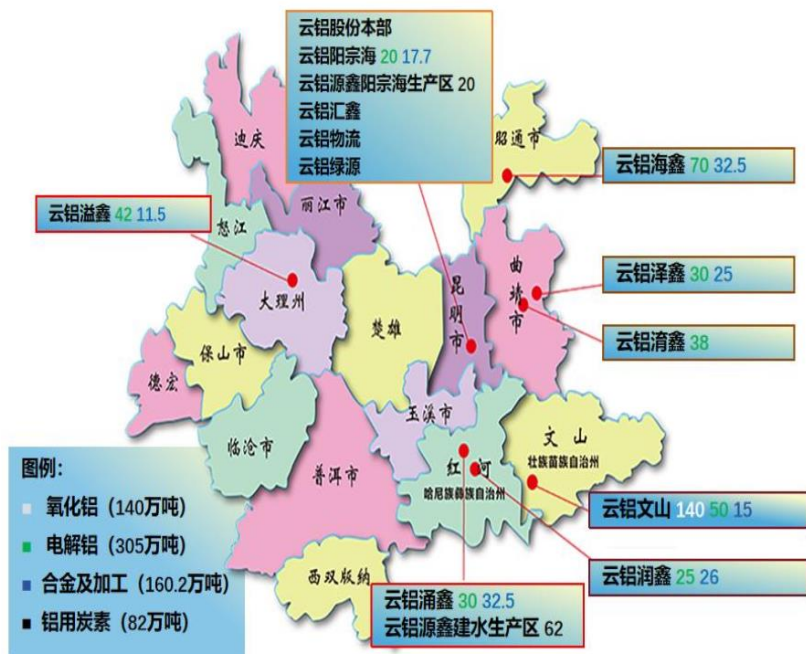 云铝股份本部
云铝阳宗海 20 17.7
云铝源鑫阳宗海生产区 20
云铝汇鑫
云铝物流
云铝绿源
迪庆
昭通市
云铝海鑫 70 32.5
云铝溢鑫 42 11.5
怒江
丽江市
曲靖市
云铝泽鑫 30 25
大理州
楚雄
昆明市
云铝淯鑫 38
保山市
德宏
玉溪市
临沧市
文山
壮族苗族自治州
普洱市
红河
哈尼族彝族自治州
云铝文山 140 50 15
图例:
氧化铝（140万吨）
电解铝（305万吨）
合金及加工（160.2万吨）
铝用炭素（82万吨）
西双版纳
云铝润鑫 25 26
云铝涌鑫 30 32.5
云铝源鑫建水生产区 62